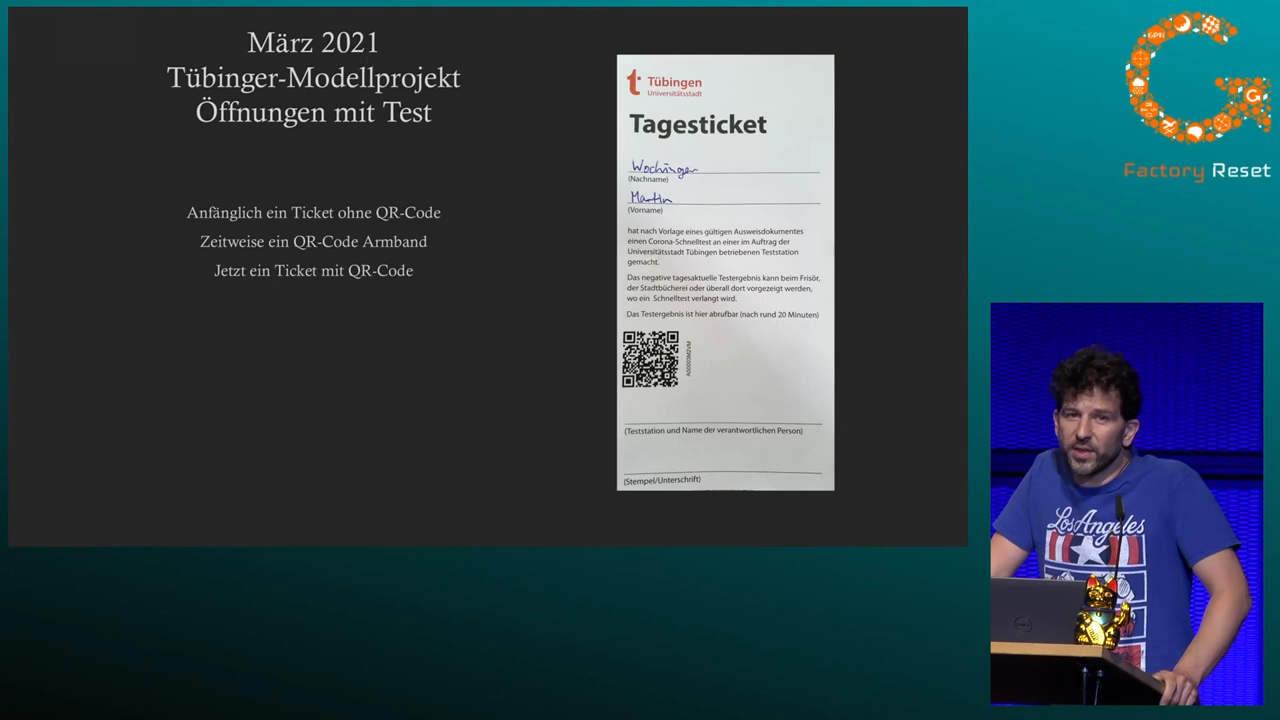 März 2021
Tübinger-Modellprojekt
Öffnungen mit Test
Anfänglich ein Ticket ohne QR-Code
Zeitweise ein QR-Code Armband
Jetzt ein Ticket mit QR-Code
t Tübingen
Universitätsstadt
Tagesticket
Wochinger
(Nachname)
Martin
(Vorname)
hat nach Vorlage eines gültigen Ausweisdokumentes
einen Corona-Schnelltest an einer im Auftrag der
Universitätsstadt Tübingen betriebenen Teststation
gemacht.
Das negative tagesaktuelle Testergebnis kann beim Frisör,
der Stadtbücherei oder überall dort vorgezeigt werden,
wo ein Schnelltest verlangt wird.
Das Testergebnis ist hier abrufbar (nach rund 20 Minuten)
(Teststation und Name der verantwortlichen Person)
(Stempel/Unterschrift)
GPN
G
Factory Reset
Los Angeles
DELL